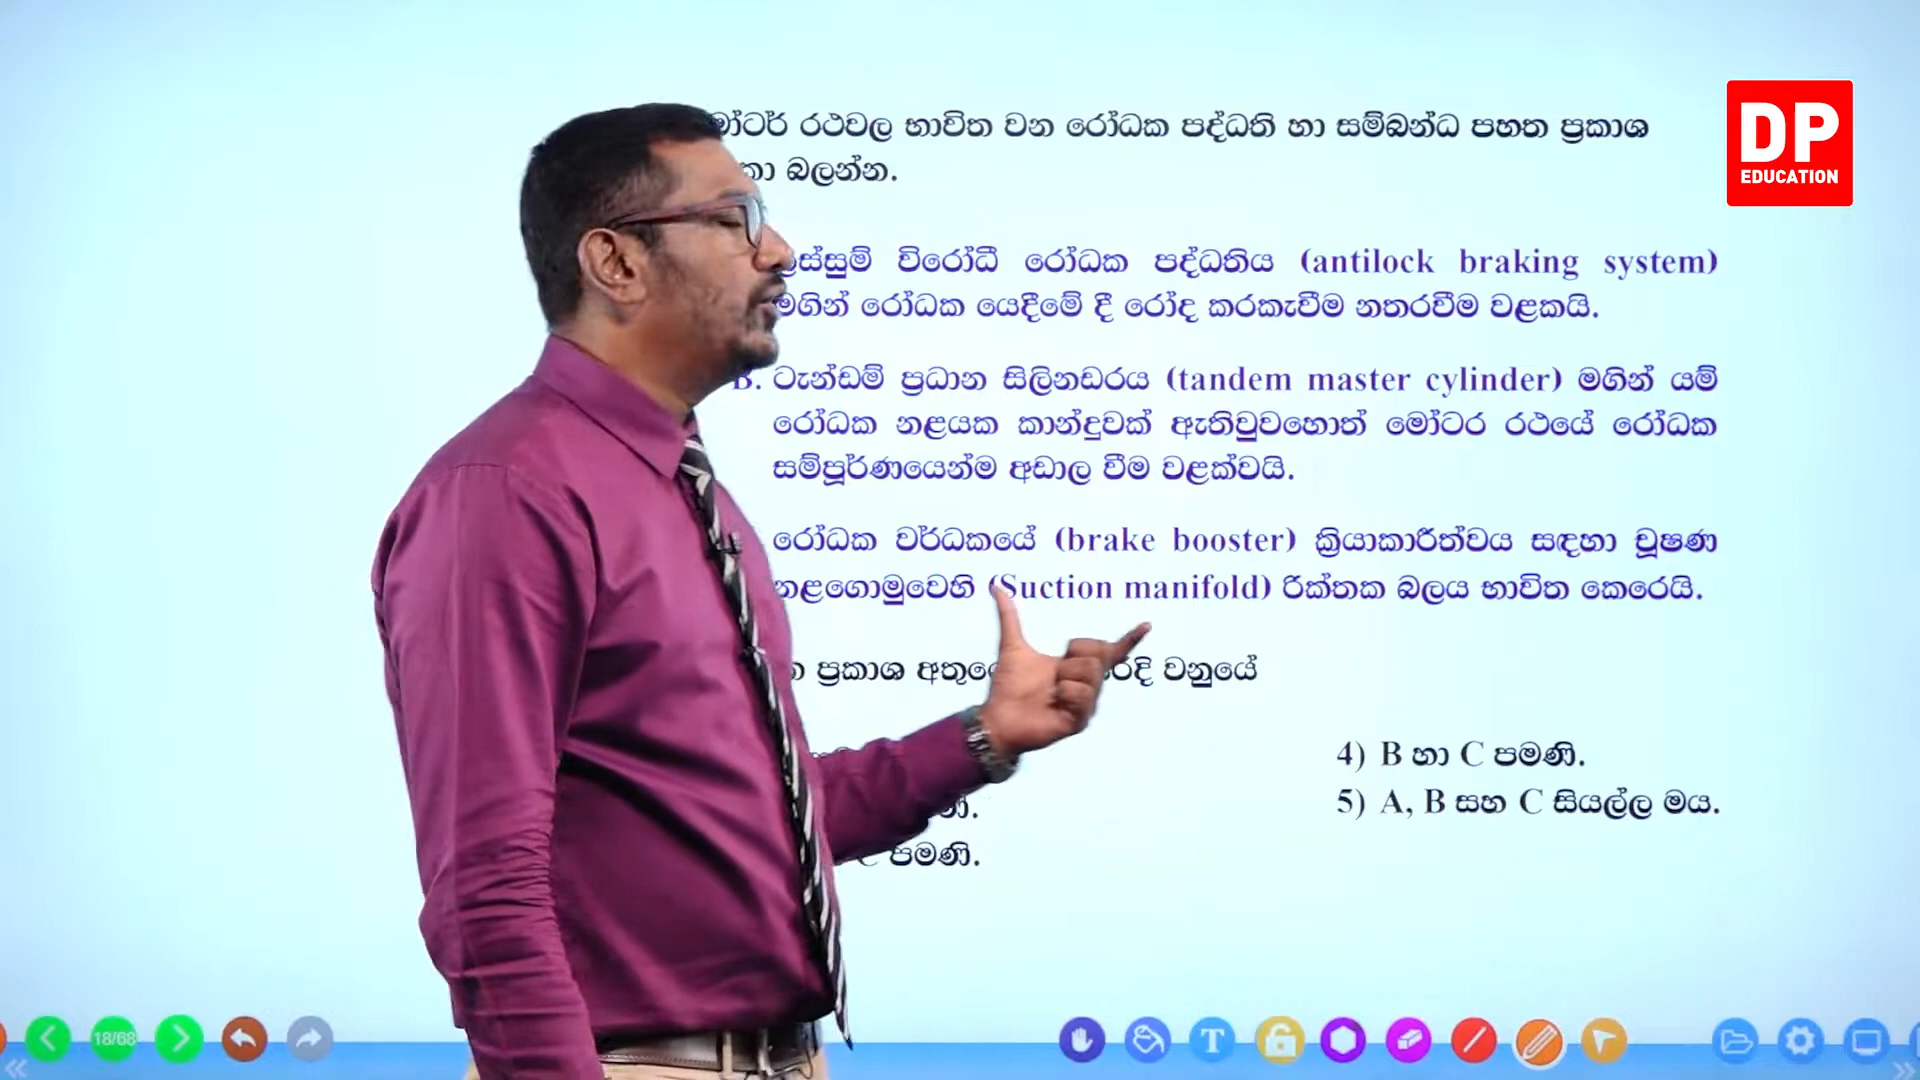 රථවල භාවිත වන රෝධක පද්ධති හා සම්බන්ධ පහත ප්‍රකාශ
බලන්න.
DP
EDUCATION
විරෝධී රෝධක පද්ධතිය (antilock braking system)
මගින් රෝධක යෙදීමේ දී රෝද කරකැවීම නතරවීම වළකයි.
B. ටැන්ඩම් ප්‍රධාන සිලින්ඩරය (tandem master cylinder) මගින් යම්
රෝධක නළයක කාන්දුවක් ඇතිවුවහොත් මෝටර රථයේ රෝධක
සම්පූර්ණයෙන්ම අඩාල වීම වළක්වයි.
රෝධක වර්ධකයේ (brake booster) ක්‍රියාකාරීත්වය සඳහා චූෂණ
නළගොමුවෙහි (Suction manifold) රික්තක බලය භාවිත කෙරෙයි.
ප්‍රකාශ වනුයේ
4) B හා C පමණි.
5) A, B සහ C සියල්ල මය.
C පමණි.
18/68